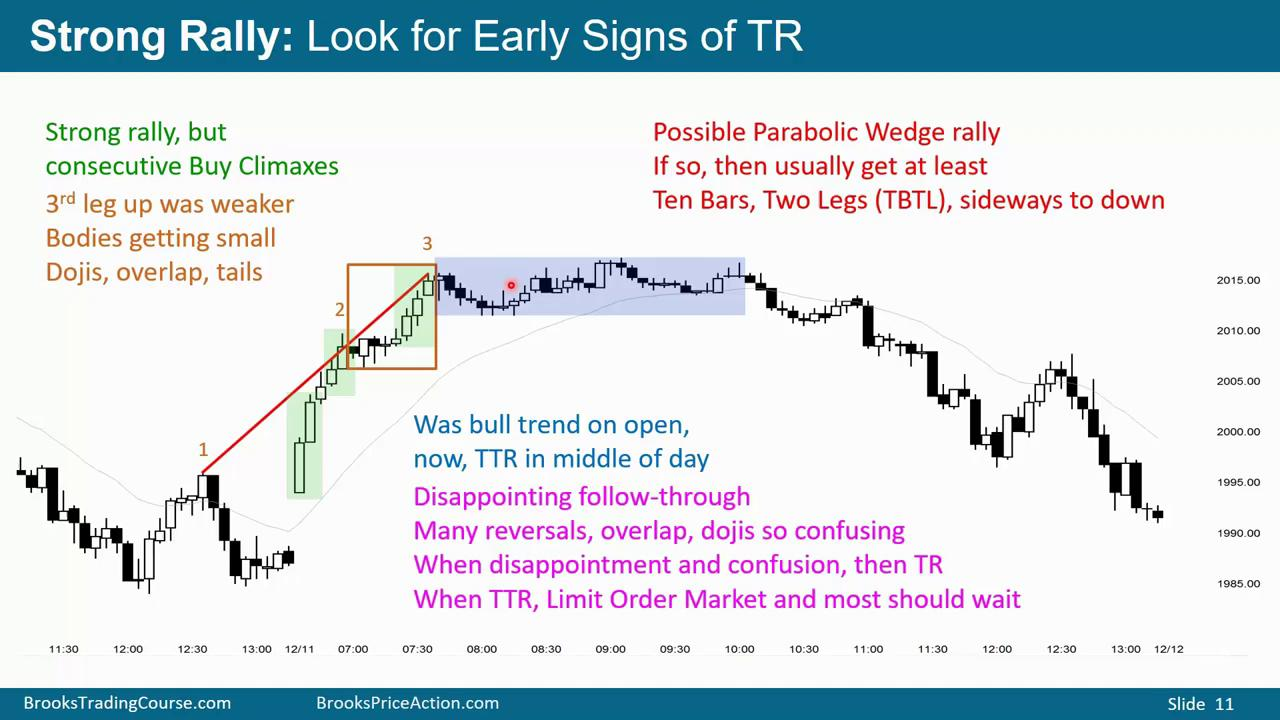 Strong Rally: Look for Early Signs of TR
Strong rally, but
consecutive Buy Climaxes
3rd leg up was weaker
Bodies getting small
Dojis, overlap, tails
Possible Parabolic Wedge rally
If so, then usually get at least
Ten Bars, Two Legs (TBTL), sideways to down
1
2
3
Was bull trend on open,
now, TTR in middle of day
Disappointing follow-through
Many reversals, overlap, dojis so confusing
When disappointment and confusion, then TR
When TTR, Limit Order Market and most should wait
2015.00
2010.00
2005.00
2000.00
1995.00
1990.00
1985.00
11:30 12:00 12:30 13:00 12/11 07:00 07:30 08:00 08:30 09:00 09:30 10:00 10:30 11:00 11:30 12:00 12:30 13:00 12/12
BrooksTradingCourse.com BrooksPriceAction.com Slide 11